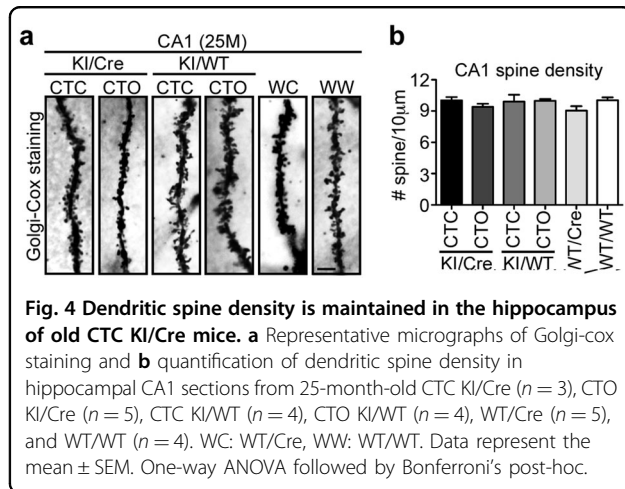 a
CA1 (25M)
KI/Cre KI/WT
CTC CTO CTC CTO WC WW
Golgi-Cox staining
b
CA1 spine density
# spine/10μm
12
9
6
3
0
CTC CTO CTC CTO WT/Cre WT/WT
KI/Cre KI/WT
Fig. 4 Dendritic spine density is maintained in the hippocampus
of old CTC KI/Cre mice. a Representative micrographs of Golgi-cox
staining and b quantification of dendritic spine density in
hippocampal CA1 sections from 25-month-old CTC KI/Cre (n = 3), CTO
KI/Cre (n = 5), CTC KI/WT (n = 4), CTO KI/WT (n = 4), WT/Cre (n = 5),
and WT/WT (n = 4). WC: WT/Cre, WW: WT/WT. Data represent the
mean ± SEM. One-way ANOVA followed by Bonferroni's post-hoc.